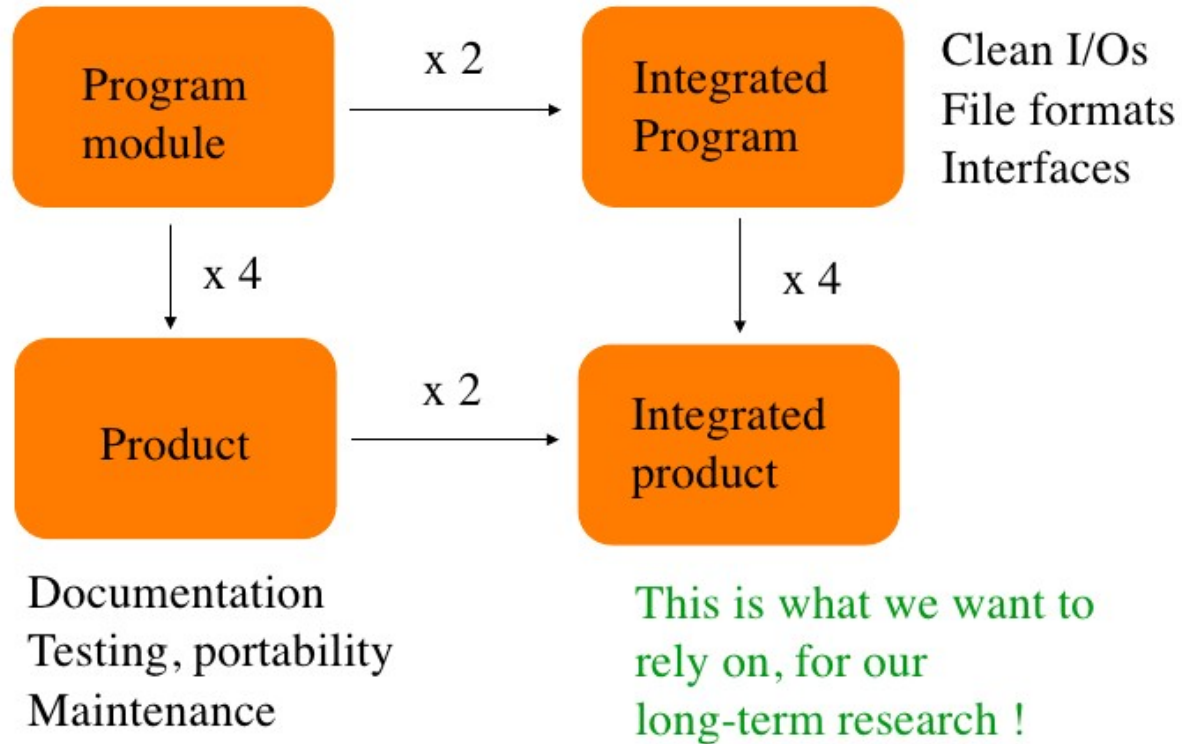 Program
module
x 2
Integrated
Program
Clean I/Os
File formats
Interfaces
x 4
x 4
Product
x 2
Integrated
product
Documentation
Testing, portability
Maintenance
This is what we want to
rely on, for our
long-term research !